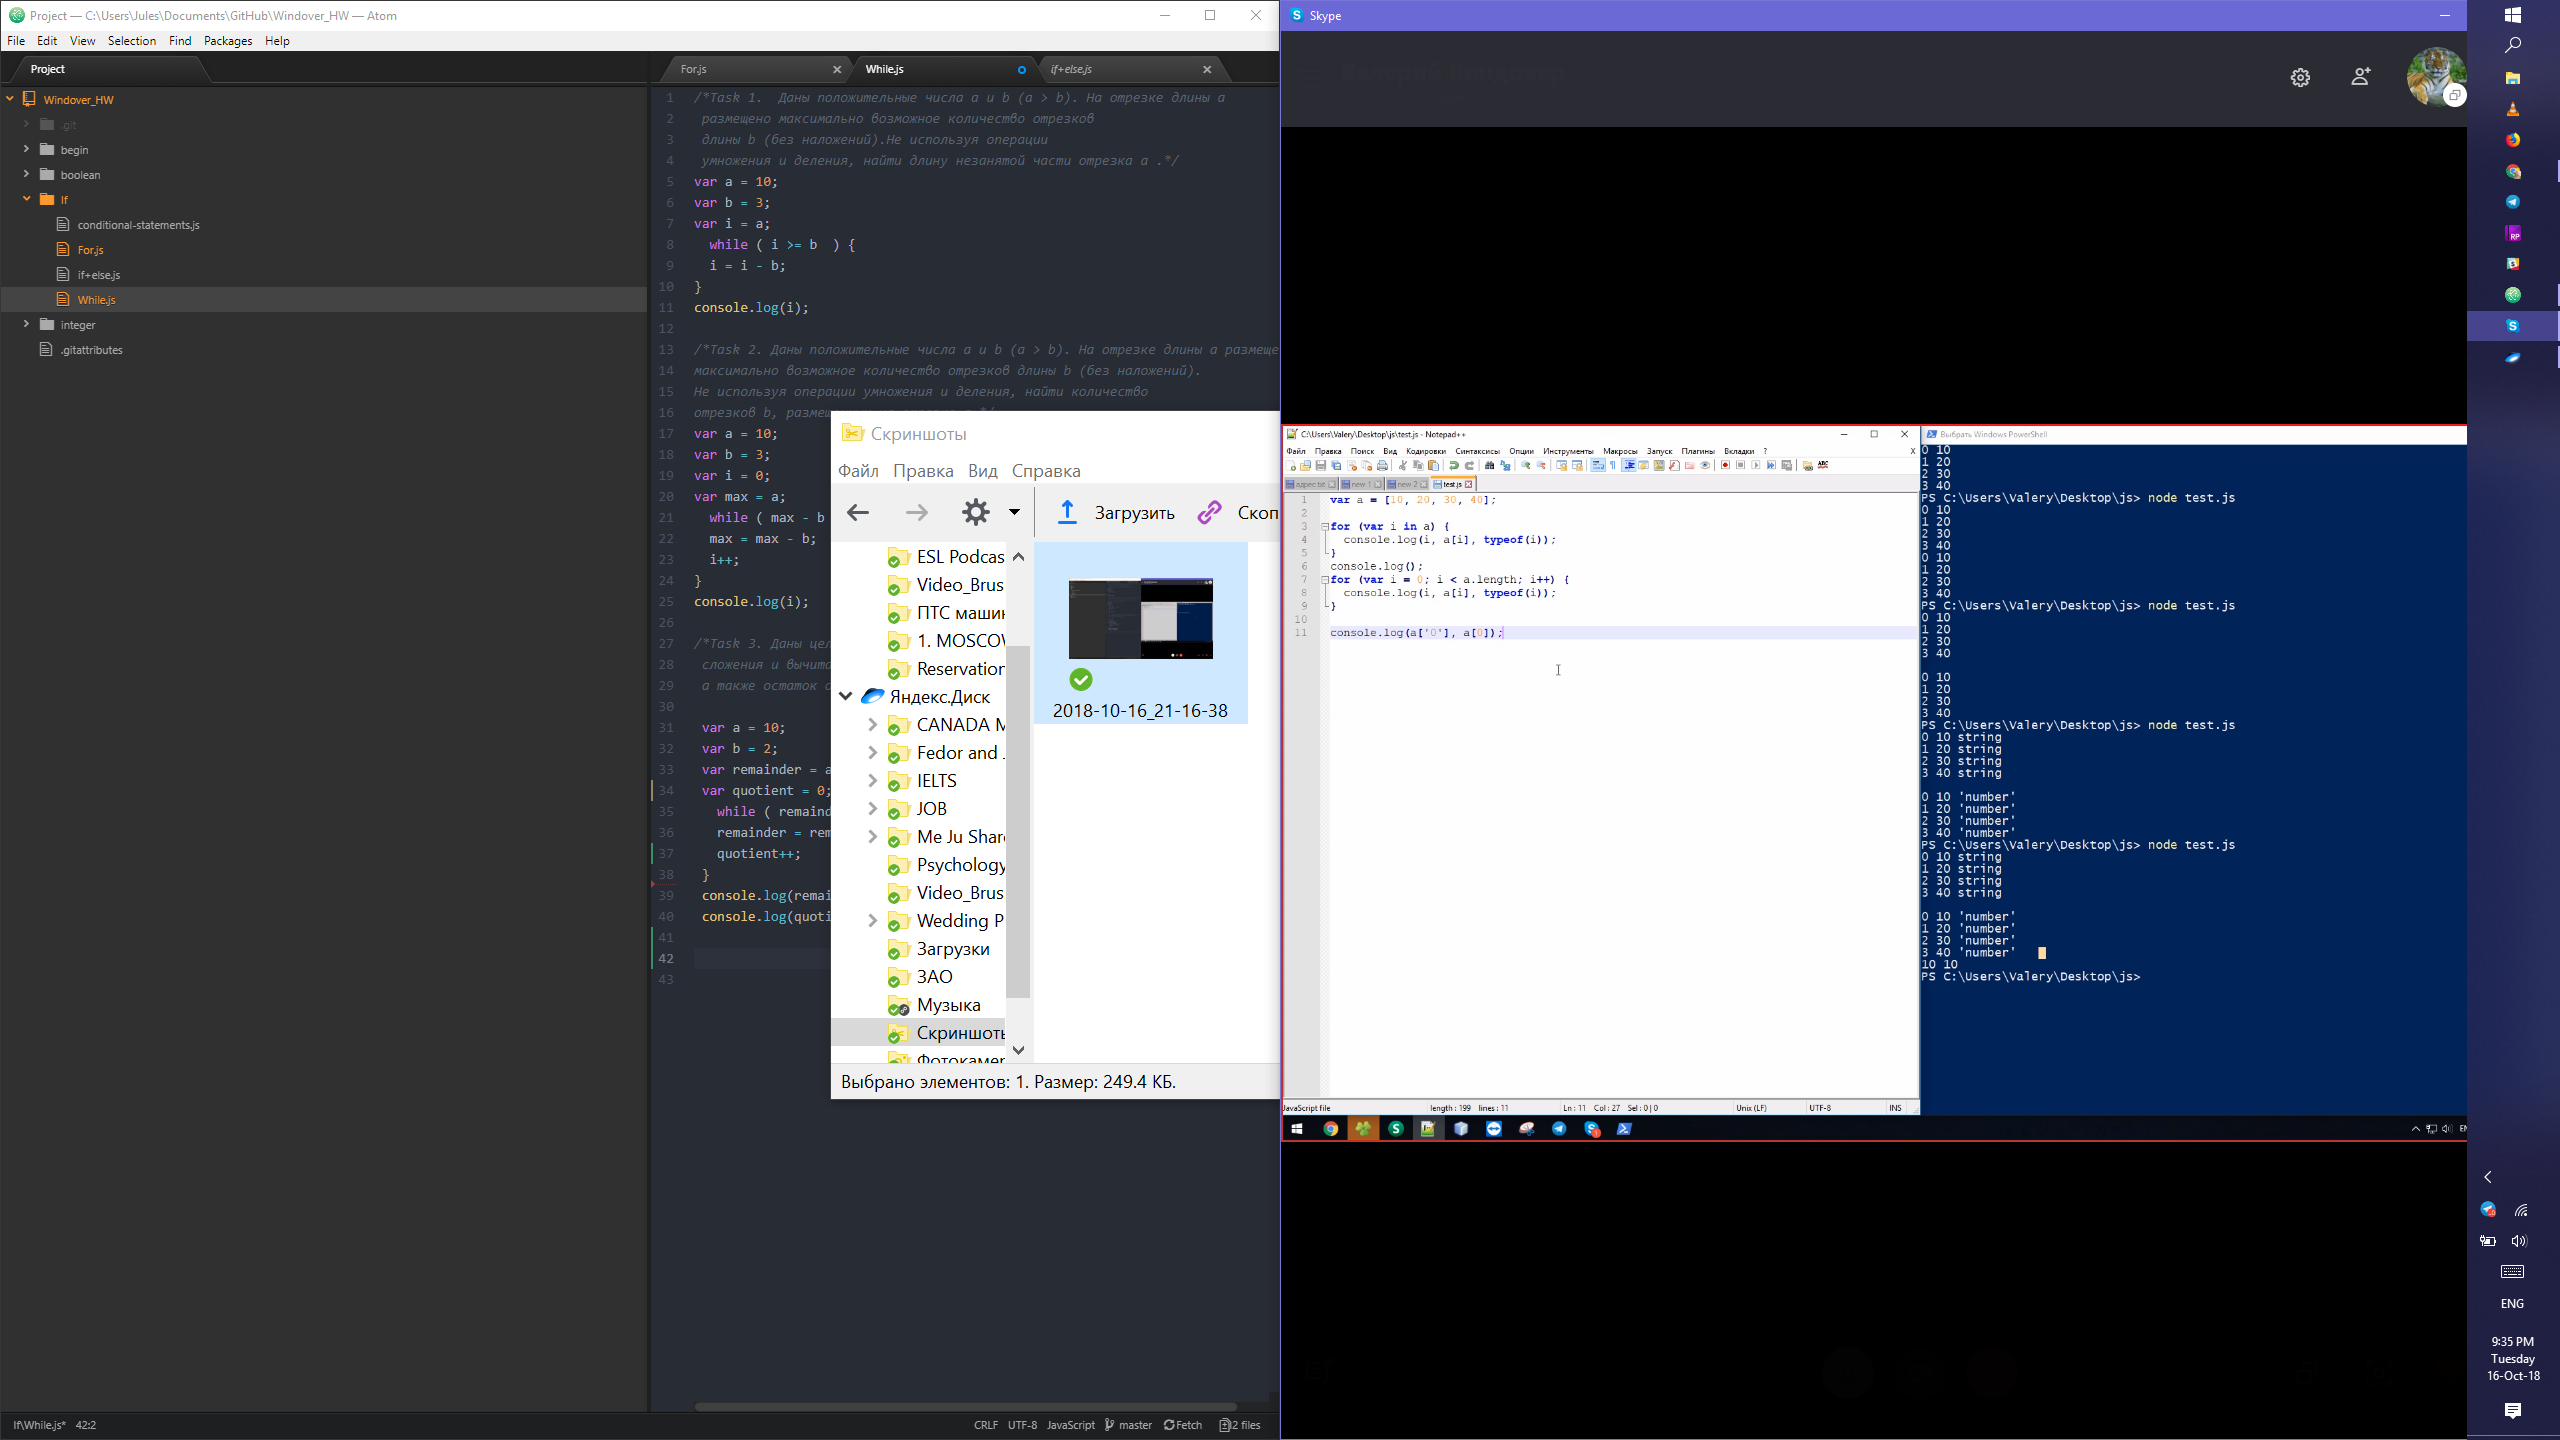 Project — C:\Users\Jules\Documents\GitHub\Windover_HW — Atom
File Edit View Selection Find Packages Help
Project
Windover_HW
.git
begin
boolean
If
conditional-statements.js
For.js
if+else.js
While.js
integer
.gitattributes
For.js
While.js
if+else.js
1 /*Task 1. Даны положительные числа a и b (a > b). На отрезке длины a
2 размещено максимально возможное количество отрезков
3 длины b (без наложений).Не используя операции
4 умножения и деления, найти длину незанятой части отрезка a .*/
5 var a = 10;
6 var b = 3;
7 var i = a;
8 while ( i >= b ) {
9 i = i - b;
10 }
11 console.log(i);
12
13 /*Task 2. Даны положительные числа a и b (a > b). На отрезке длины a размеще
14 максимально возможное количество отрезков длины b (без наложений).
15 Не используя операции умножения и деления, найти количество
16 отрезков b, размещ
17 var a = 10;
18 var b = 3;
19 var i = 0;
20 var max = a;
21 while ( max - b
22 max = max - b;
23 i++;
24 }
25 console.log(i);
26
27 /*Task 3. Даны цел
28 сложения и вычита
29 а также остаток о
30
31 var a = 10;
32 var b = 2;
33 var remainder = a
34 var quotient = 0;
35 while ( remaind
36 remainder = rem
37 quotient++;
38 }
39 console.log(remai
40 console.log(quoti
41
42
43
If\While.js* 42:2
CRLF UTF-8 JavaScript master Fetch 2 files
Скриншоты
Файл Правка Вид Справка
Загрузить Скоп
ESL Podcas
Video_Brus
ПТС машин
1. MOSCOW
Reservation
Яндекс.Диск
CANADA M
Fedor and J
IELTS
JOB
Me Ju Share
Psychology
Video_Brus
Wedding P
Загрузки
ЗАО
Музыка
Скриншоты
Фотокамер
2018-10-16_21-16-38
Выбрано элементов: 1. Размер: 249.4 КБ.
Skype
C:\Users\Valery\Desktop\js\test.js - Notepad++
Файл Правка Поиск Вид Кодировки Синтаксисы Опции Инструменты Макросы Запуск Плагины Вкладки ? X
адрес.txt new 1 new 2 test.js
1 var a = [10, 20, 30, 40];
2
3 for (var i in a) {
4 console.log(i, a[i], typeof(i));
5 }
6 console.log();
7 for (var i = 0; i < a.length; i++) {
8 console.log(i, a[i], typeof(i));
9 }
10
11 console.log(a['0'], a[0]);
JavaScript file length : 199 lines : 11 Ln : 11 Col : 27 Sel : 0 | 0 Unix (LF) UTF-8 INS
Выбрать Windows PowerShell
0 10
1 20
2 30
3 40
PS C:\Users\Valery\Desktop\js> node test.js
0 10
1 20
2 30
3 40
0 10
1 20
2 30
3 40
PS C:\Users\Valery\Desktop\js> node test.js
0 10
1 20
2 30
3 40
0 10
1 20
2 30
3 40
PS C:\Users\Valery\Desktop\js> node test.js
0 10 string
1 20 string
2 30 string
3 40 string
0 10 'number'
1 20 'number'
2 30 'number'
3 40 'number'
PS C:\Users\Valery\Desktop\js> node test.js
0 10 string
1 20 string
2 30 string
3 40 string
0 10 'number'
1 20 'number'
2 30 'number'
3 40 'number'
10 10
PS C:\Users\Valery\Desktop\js>
RP
ENG
9:35 PM
Tuesday
16-Oct-18